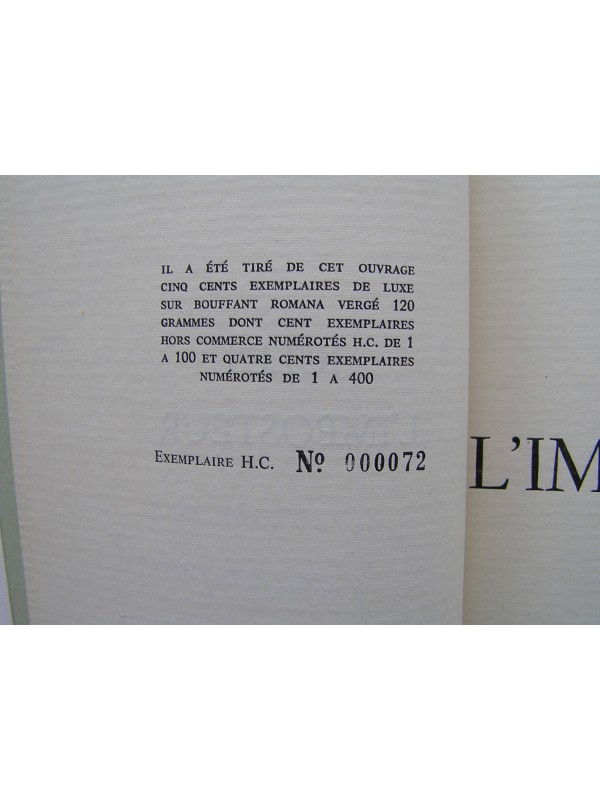 IL A ÉTÉ TIRÉ DE CET OUVRAGE
CINQ CENTS EXEMPLAIRES DE LUXE
SUR BOUFFANT ROMANA VERGÉ 120
GRAMMES DONT CENT EXEMPLAIRES
HORS COMMERCE NUMÉROTÉS H.C. DE 1
A 100 ET QUATRE CENTS EXEMPLAIRES
NUMÉROTÉS DE 1 A 400
L'IMPOSTEUR
EXEMPLAIRE H.C. Nº 000072
L'IM